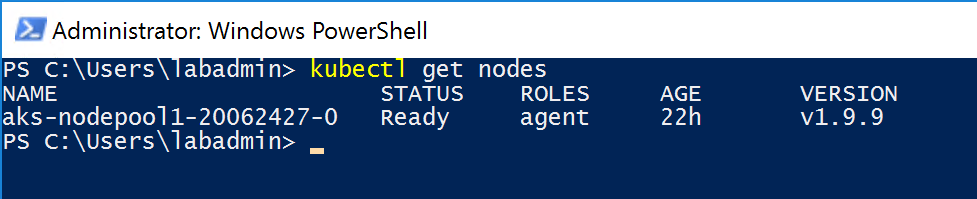 Administrator: Windows PowerShell
PS C:\Users\labadmin> kubectl get nodes
NAME STATUS ROLES AGE VERSION
aks-nodepool1-20062427-0 Ready agent 22h v1.9.9
PS C:\Users\labadmin>